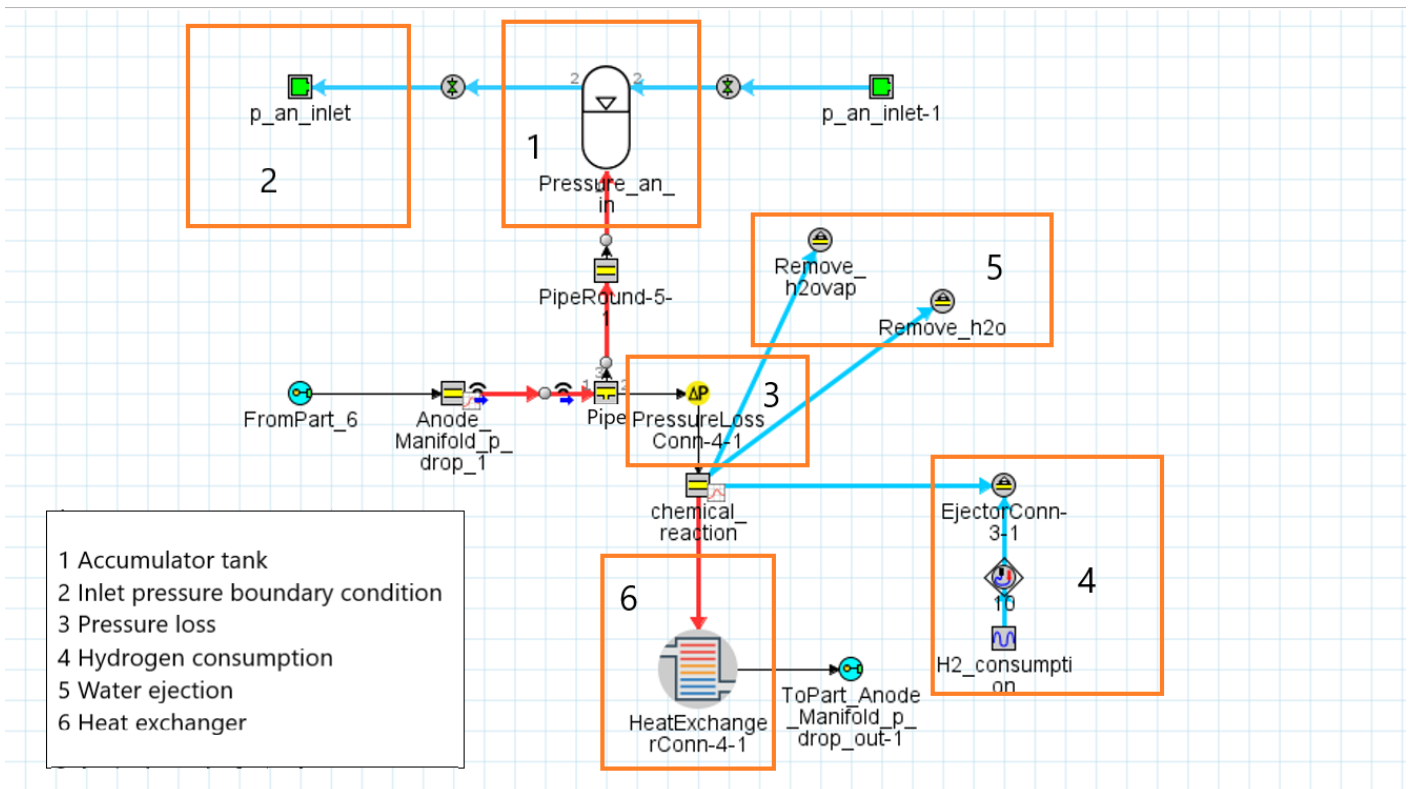 2
2
p_an_inlet
p_an_inlet-1
1
2
Pressure_an_
in
5
Remove_
h2ovap
PipeRound-5-
1
Remove_h2o
3
1
2
3
FromPart_6
Anode_
Manifold_p_
drop_1
Pipe
PressureLoss
Conn-4-1
ΔP
chemical_
reaction
EjectorConn-
3-1
4
10
H2_consumpti
on
6
HeatExchange
rConn-4-1
ToPart_Anode
_Manifold_p_
drop_out-1
1 Accumulator tank
2 Inlet pressure boundary condition
3 Pressure loss
4 Hydrogen consumption
5 Water ejection
6 Heat exchanger